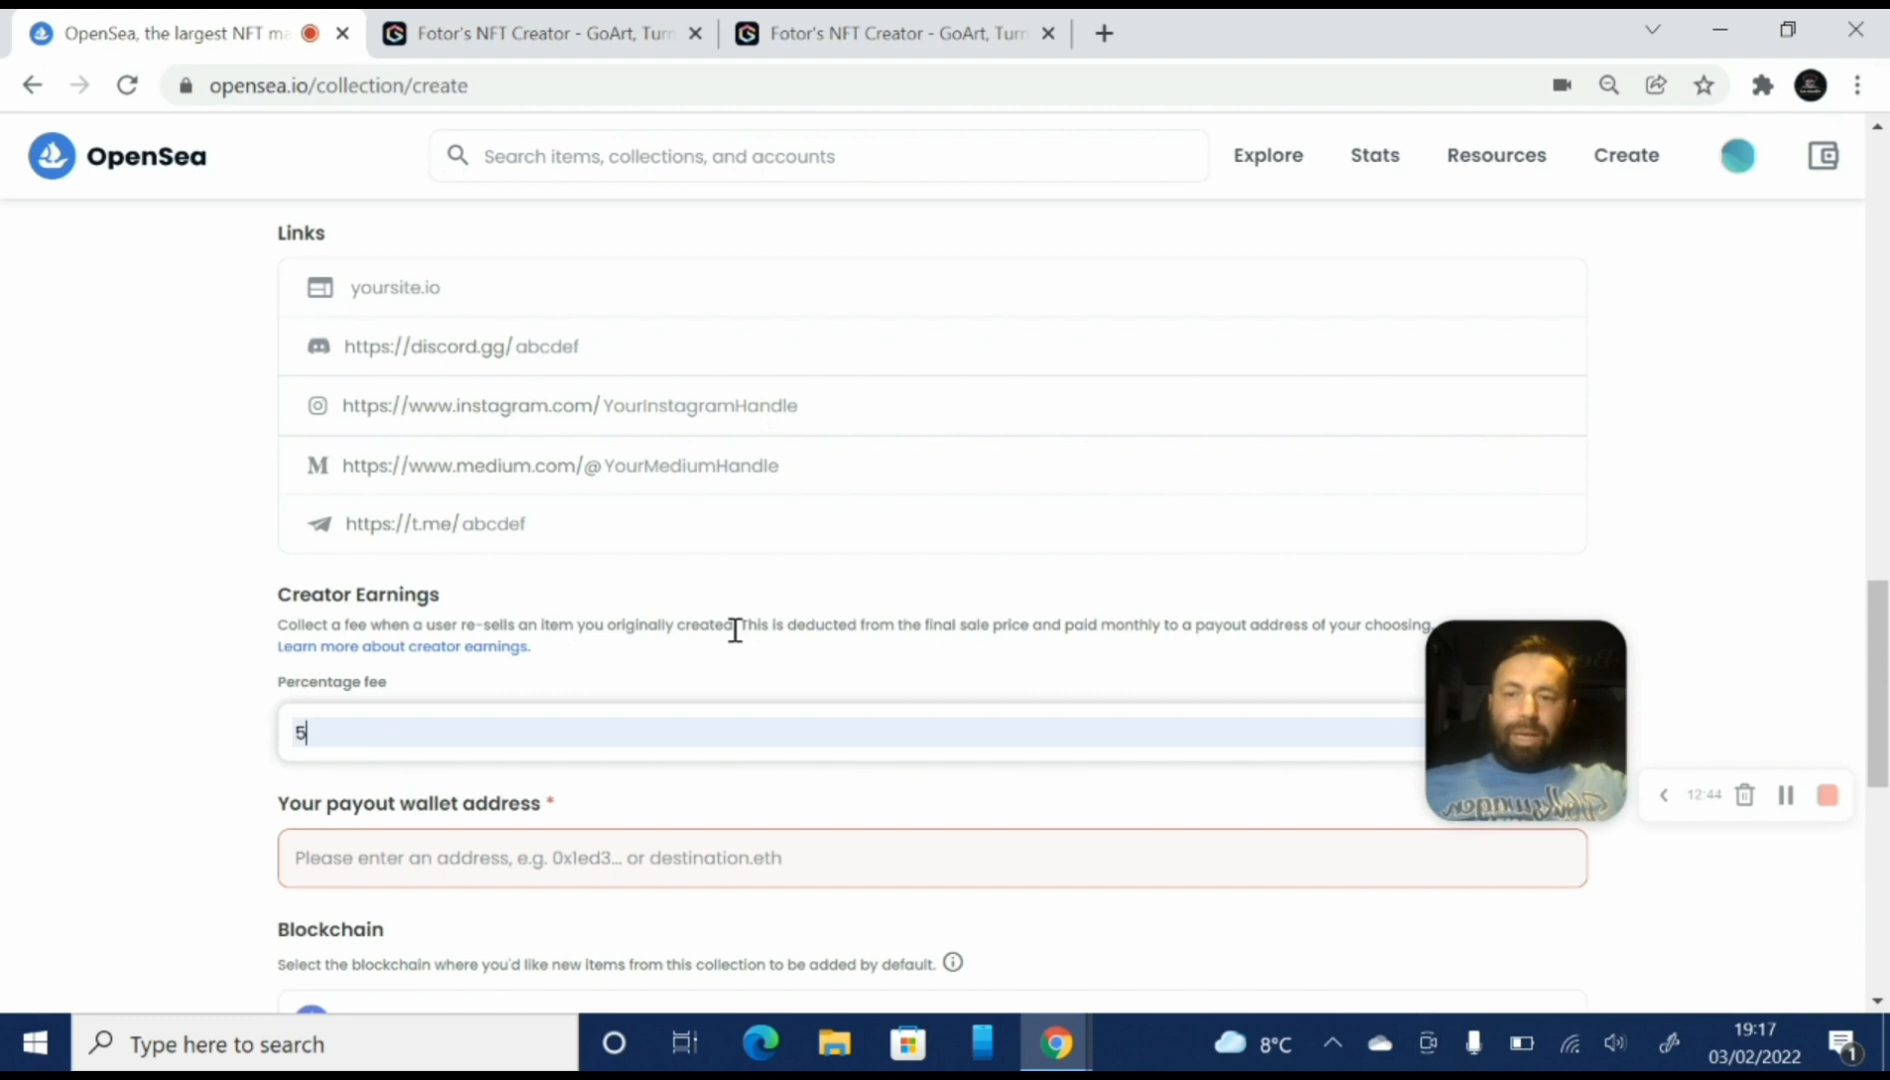 OpenSea, the largest NFT ma
Fotor's NFT Creator - GoArt, Turn
Fotor's NFT Creator - GoArt, Turn
opensea.io/collection/create
OpenSea
Search items, collections, and accounts
Explore
Stats
Resources
Create
Links
yoursite.io
https://discord.gg/abcdef
https://www.instagram.com/YourInstagramHandle
https://www.medium.com/@YourMediumHandle
https://t.me/abcdef
Creator Earnings
Collect a fee when a user re-sells an item you originally created. This is deducted from the final sale price and paid monthly to a payout address of your choosing.
Learn more about creator earnings.
Percentage fee
5
12:44
Your payout wallet address *
Please enter an address, e.g. 0x1ed3... or destination.eth
Blockchain
Select the blockchain where you'd like new items from this collection to be added by default.
Type here to search
8°C
19:17
03/02/2022
1